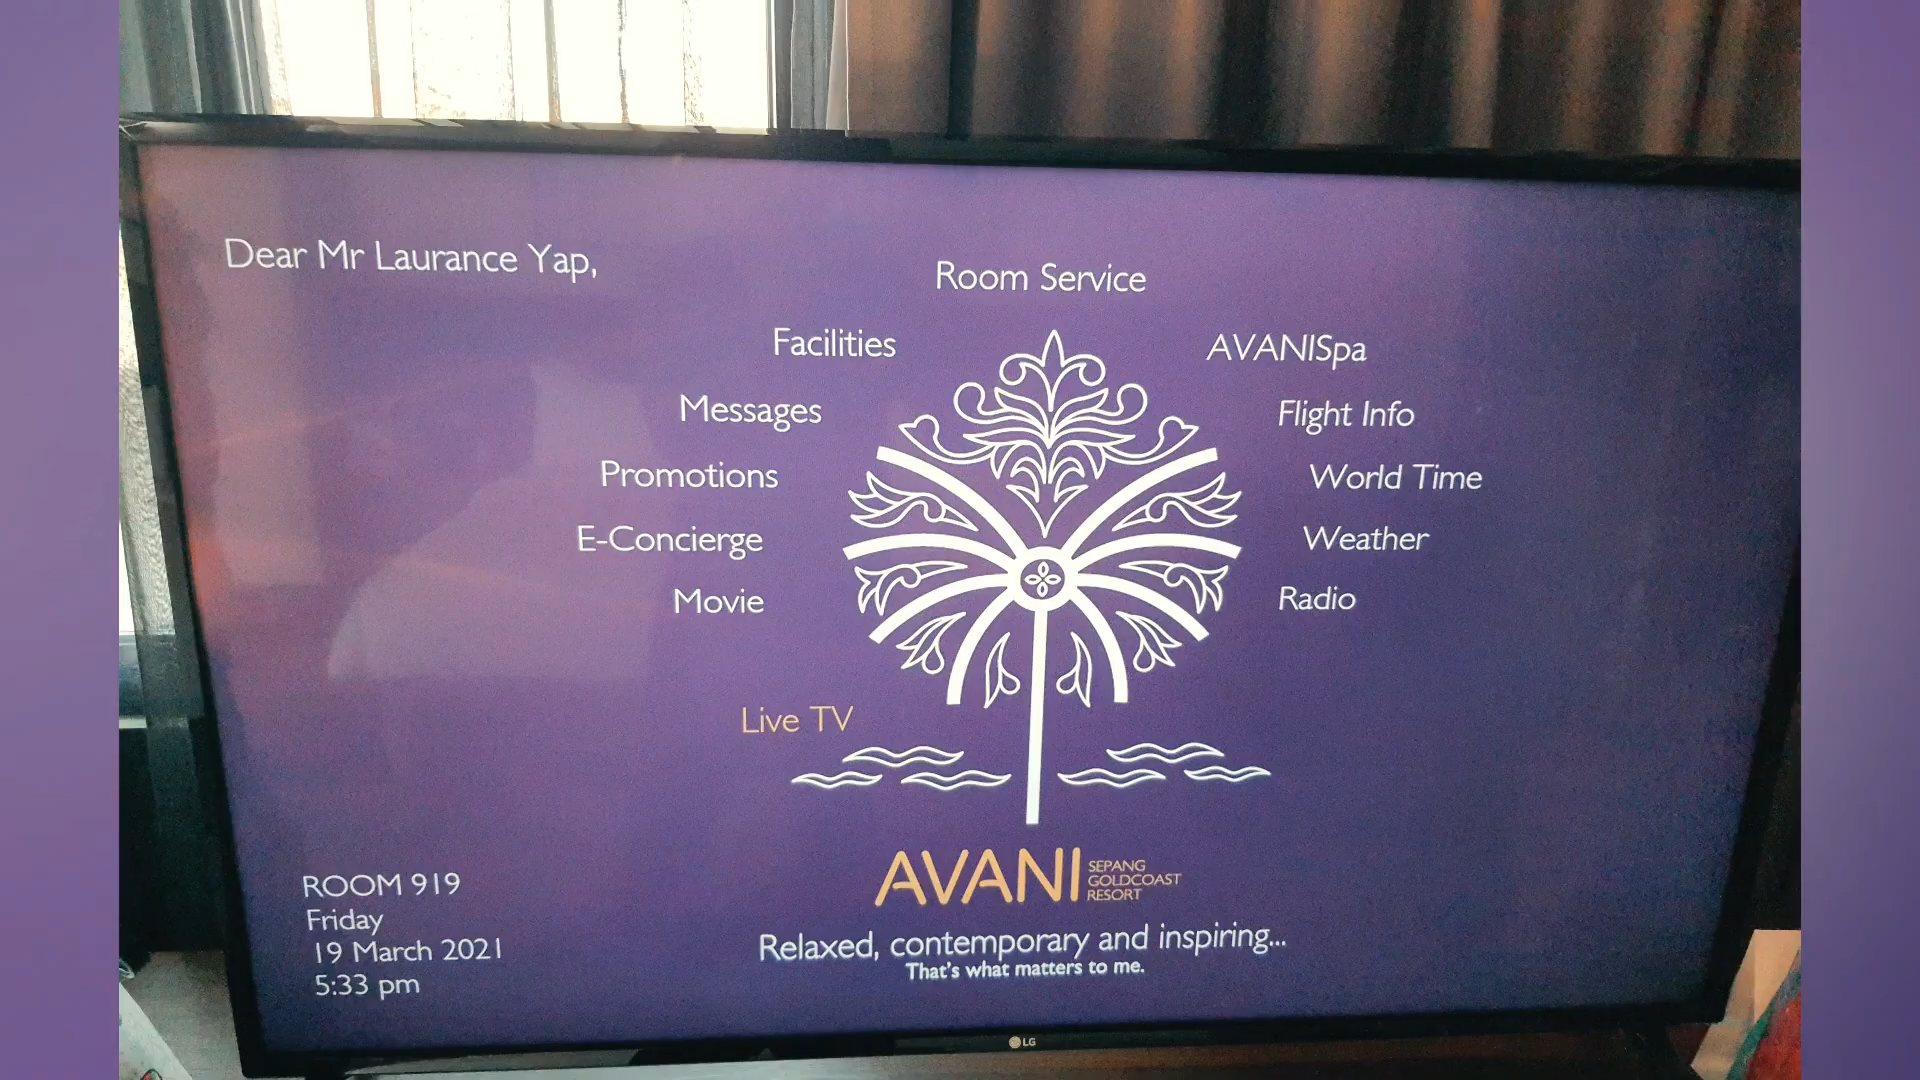 Dear Mr Laurance Yap,
Room Service
Facilities
AVANISpa
Messages
Flight Info
Promotions
World Time
E-Concierge
Weather
Movie
Radio
Live TV
AVANI
SEPANG
GOLDCOAST
RESORT
ROOM 919
Friday
19 March 2021
5:33 pm
Relaxed, contemporary and inspiring...
That's what matters to me.
LG